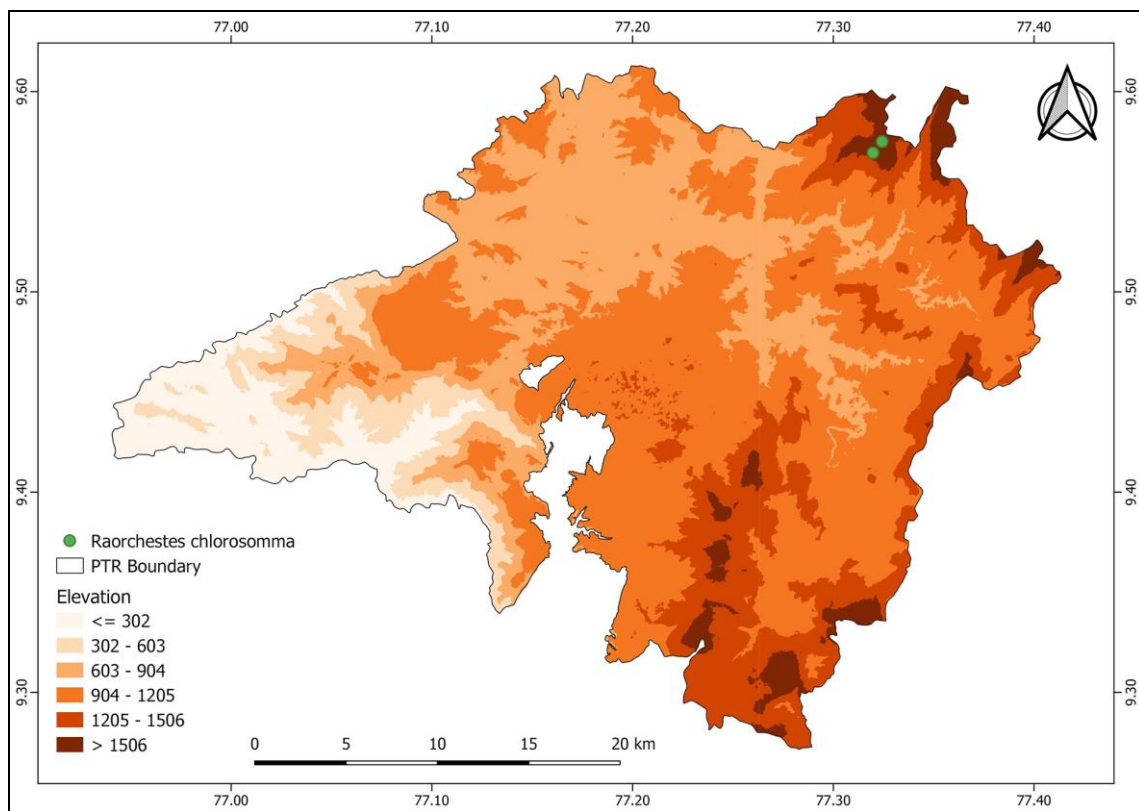 77.00 77.10 77.20 77.30 77.40
9.60 9.60
9.50 9.50
9.40 9.40
9.30 9.30
Raorchestes chlorosomma
PTR Boundary
Elevation
<= 302
302 - 603
603 - 904
904 - 1205
1205 - 1506
> 1506
0 5 10 15 20 km
77.00 77.10 77.20 77.30 77.40